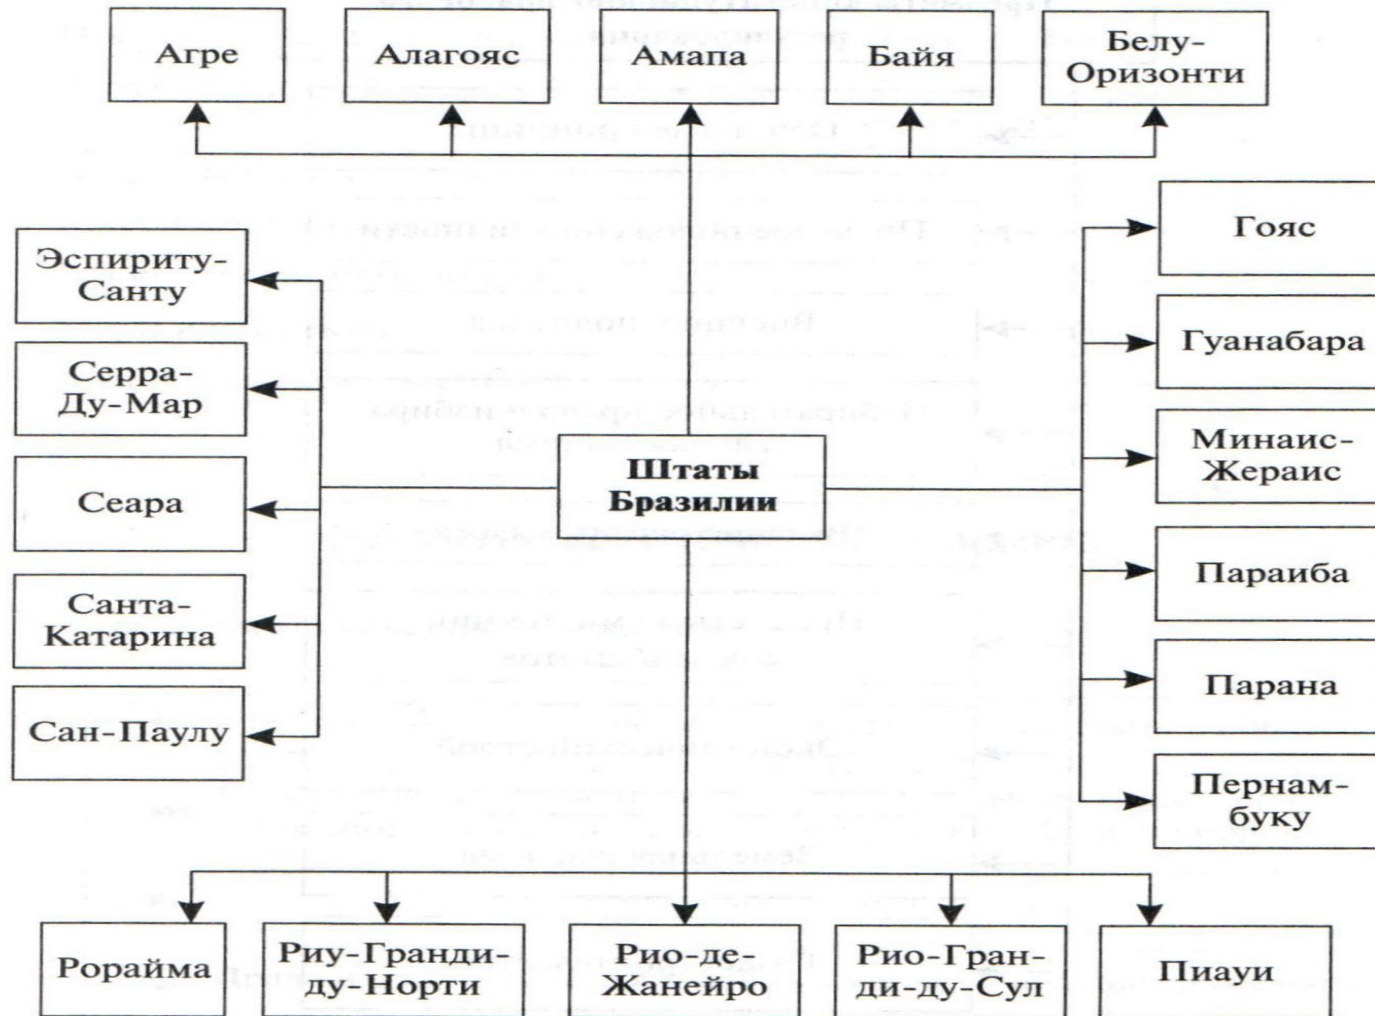 Агре
Алагояс
Амапа
Байя
Белу-
Оризонти
Эспириту-
Санту
Серра-
Ду-Мар
Сеара
Санта-
Катарина
Сан-Паулу
Штаты
Бразилии
Гояс
Гуанабара
Минаис-
Жераис
Параиба
Парана
Пернам-
буку
Рорайма
Риу-Гранди-
ду-Норти
Рио-де-
Жанейро
Рио-Гран-
ди-ду-Сул
Пиауи